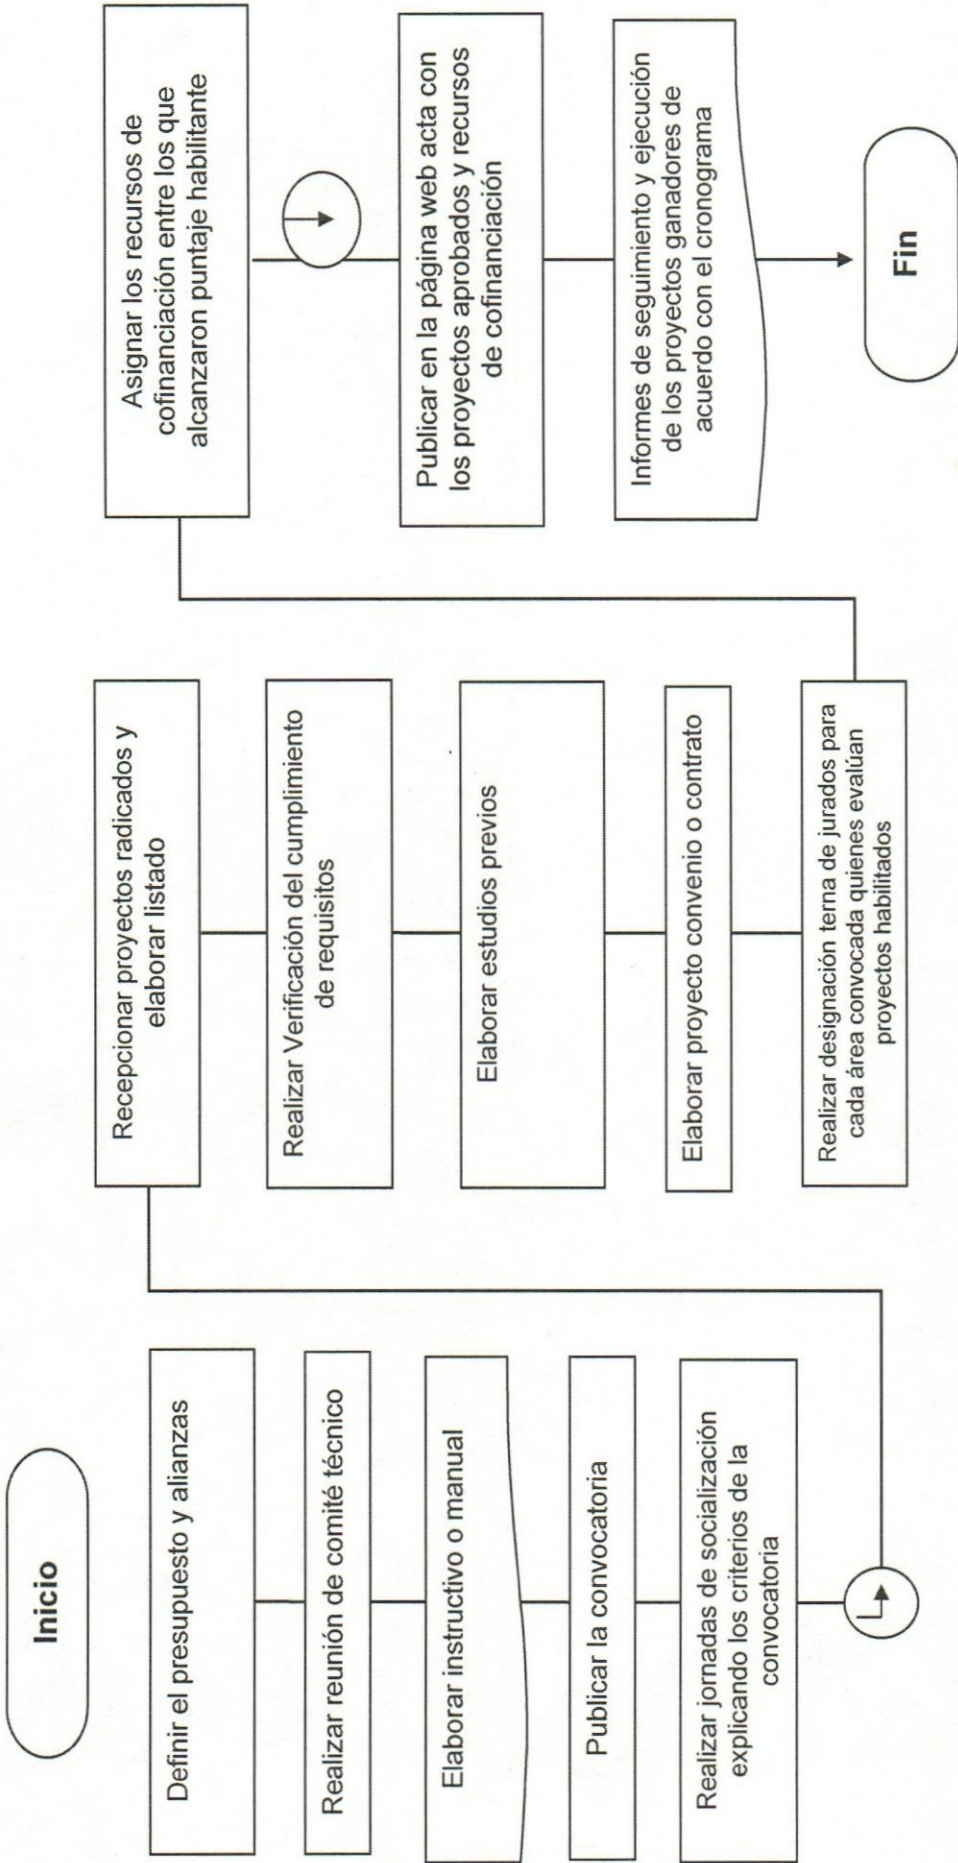 Inicio
Definir el presupuesto y alianzas
Realizar reunión de comité técnico
Elaborar instructivo o manual
Publicar la convocatoria
Realizar jornadas de socialización
explicando los criterios de la
convocatoria
Recepcionar proyectos radicados y
elaborar listado
Realizar Verificación del cumplimiento
de requisitos
Elaborar estudios previos
Elaborar proyecto convenio o contrato
Realizar designación terna de jurados para
cada área convocada quienes evalúan
proyectos habilitados
Asignar los recursos de
cofinanciación entre los que
alcanzaron puntaje habilitante
Publicar en la página web acta con
los proyectos aprobados y recursos
de cofinanciación
Informes de seguimiento y ejecución
de los proyectos ganadores de
acuerdo con el cronograma
Fin